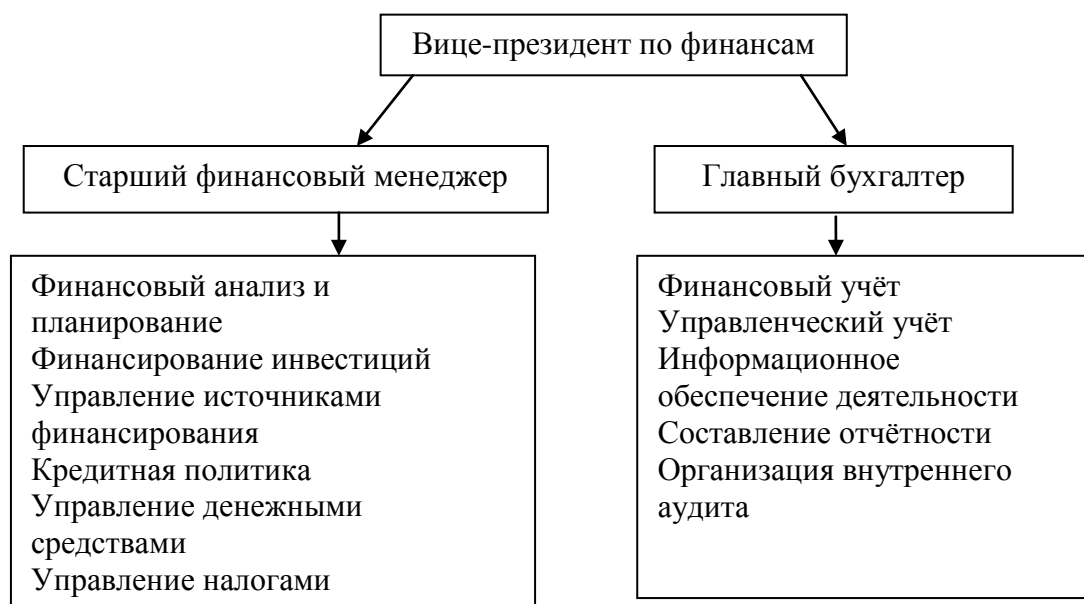 Вице-президент по финансам
Старший финансовый менеджер
Главный бухгалтер
Финансовый анализ и
планирование
Финансирование инвестиций
Управление источниками
финансирования
Кредитная политика
Управление денежными
средствами
Управление налогами
Финансовый учёт
Управленческий учёт
Информационное
обеспечение деятельности
Составление отчётности
Организация внутреннего
аудита